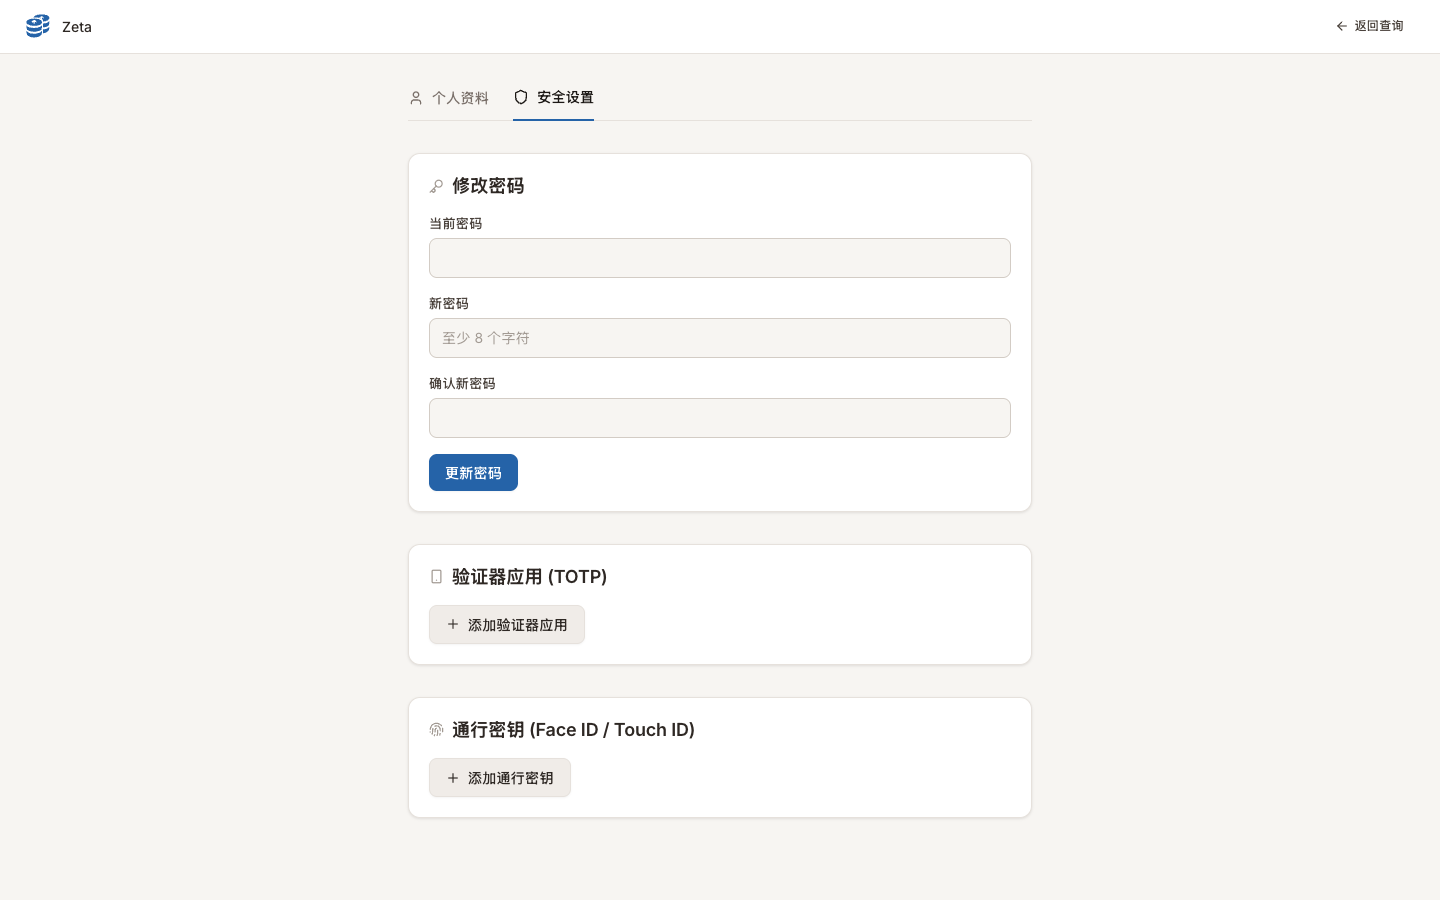 Zeta
返回查询
个人资料
安全设置
修改密码
当前密码
新密码
至少 8 个字符
确认新密码
更新密码
验证器应用 (TOTP)
添加验证器应用
通行密钥 (Face ID / Touch ID)
添加通行密钥